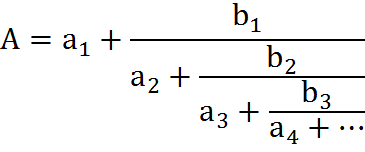 A = a₁ + b₁
a₂ + b₂
a₃ + b₃
a₄ + ⋯